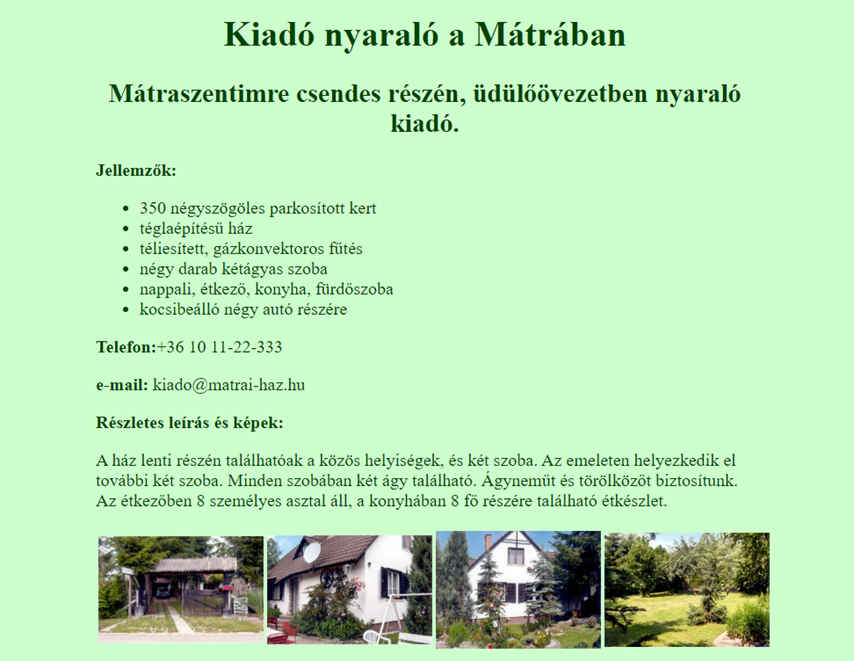 Kiadó nyaraló a Mátrában
Mátraszentimre csendes részén, üdülőövezetben nyaraló
kiadó.
Jellemzők:
• 350 négyszögöles parkosított kert
• téglaépítésű ház
• téliesített, gázkonvektoros fűtés
• négy darab kétágyas szoba
• nappali, étkező, konyha, fürdőszoba
• kocsibeálló négy autó részére
Telefon:+36 10 11-22-333
e-mail: kiado@matrai-haz.hu
Részletes leírás és képek:
A ház lenti részén találhatóak a közös helyiségek, és két szoba. Az emeleten helyezkedik el
további két szoba. Minden szobában két ágy található. Ágyneműt és törölközőt biztosítunk.
Az étkezőben 8 személyes asztal áll, a konyhában 8 fő részére található étkészlet.